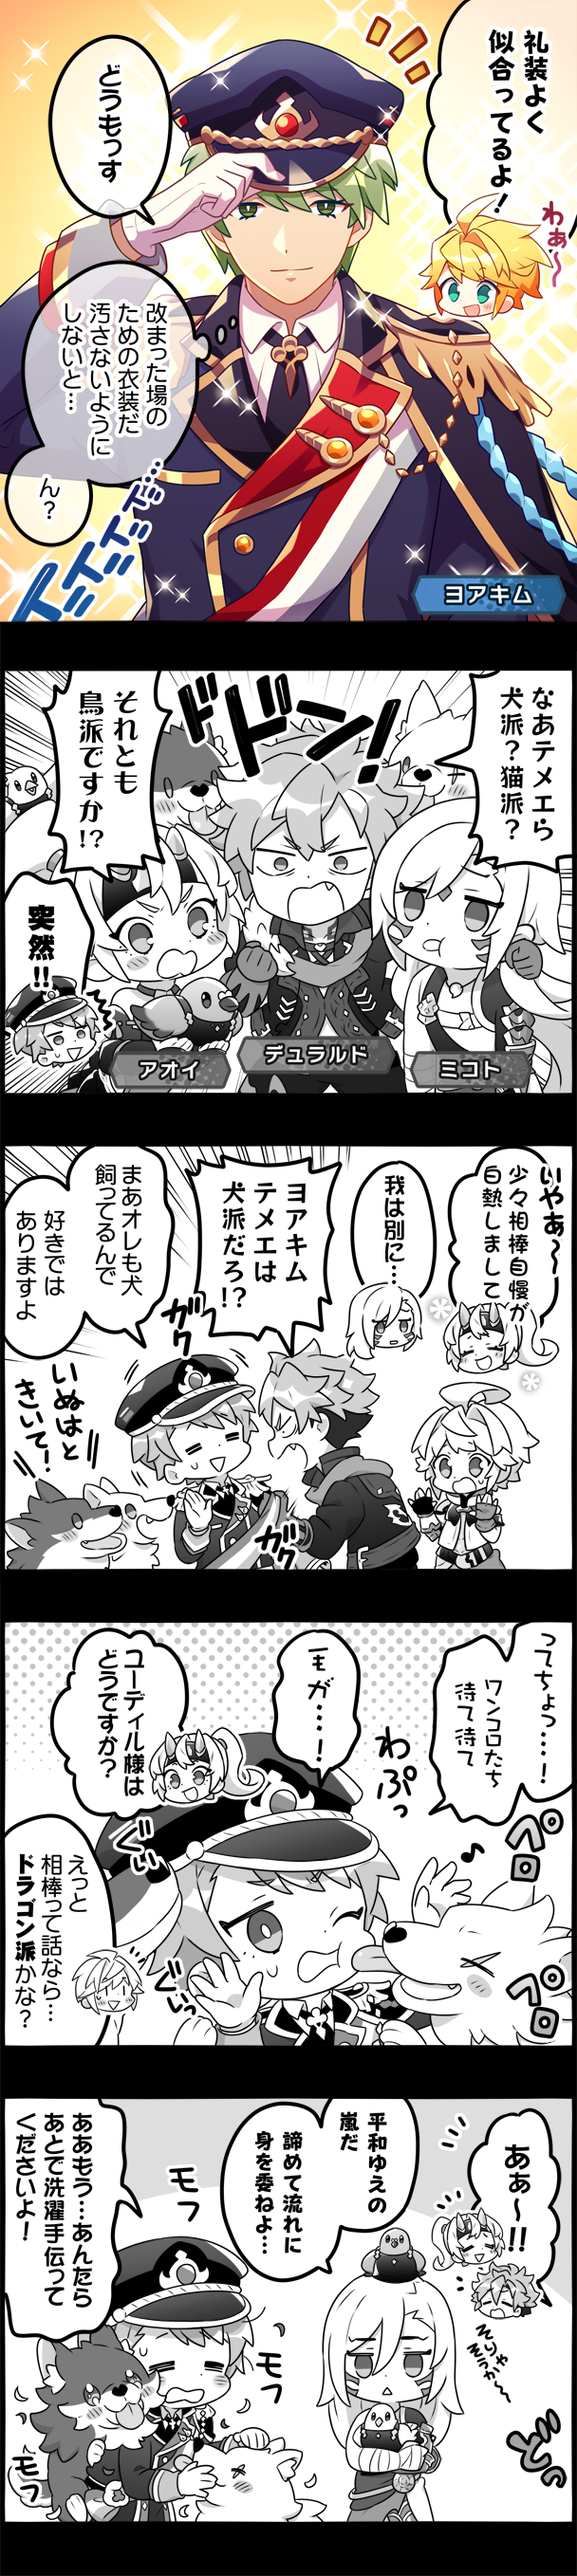 礼装よく
似合ってるよ!
わぁ〜
どうもっす
改まった場の
ための衣装だ
汚さないように
しないと…
ん?
イデイデイデ…
ヨアキム
なあテメエら
犬派?猫派?
ドドン!
それとも
鳥派ですか!?
突然!!
アオイ
デュラルド
ミコト
いやあ〜
少々相棒自慢が
白熱しまして
我は別に…
ヨアキム
テメエは
犬派だろ!?
まあオレも犬
飼ってるんで
好きでは
ありますよ
ガク
ガク
いぬはと
きいて!
ってちょっ…!
ワンコロたち
待て待て
モガ…!
わぷっ
ユーディル様は
どうですか?
ペロ
ペロ
ぐい
ぐいっ
えっと
相棒って話なら…
ドラゴン派かな?
あぁ〜!!
そりゃ
そうか〜
平和ゆえの
嵐だ
諦めて流れに
身を委ねよ…
どっ
モフ
モフ
モフ
ああもう…あんたら
あとで洗濯手伝って
くださいよ!